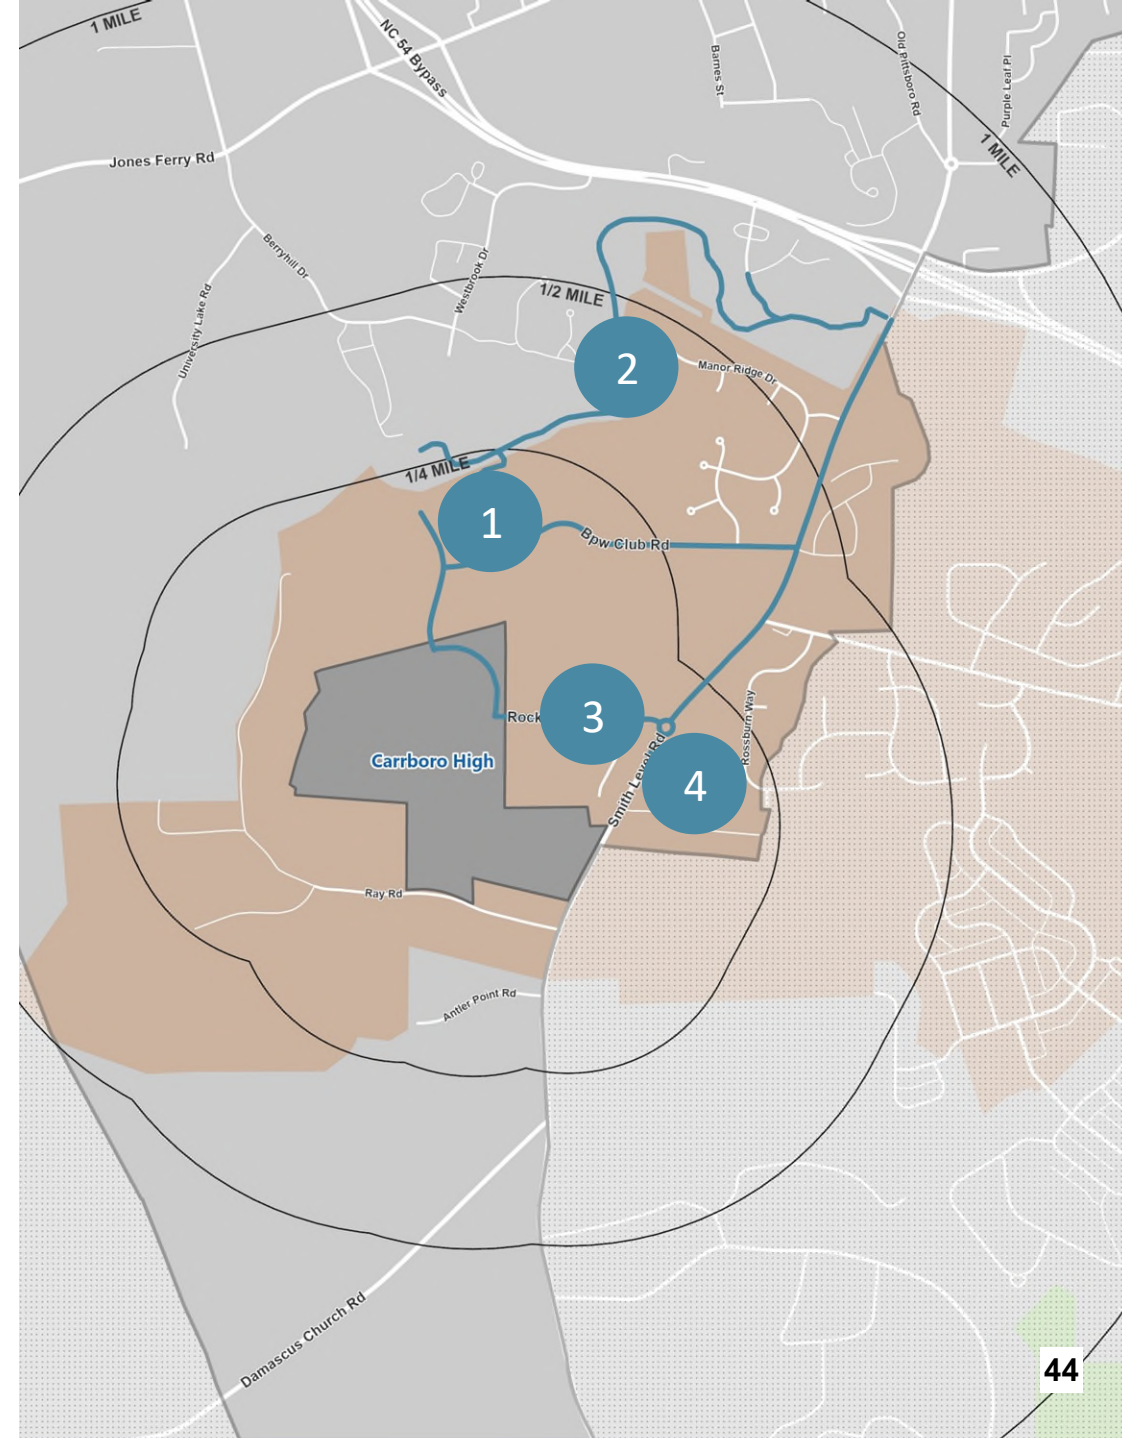 1 MILE
NC 54 Bypass
Barnes St
Old Pittsboro Rd
Purple Leaf Pl
1 MILE
Jones Ferry Rd
Berryhill Dr
Westbrook Dr
University Lake Rd
1/2 MILE
2
Manor Ridge Dr
1/4 MILE
1
Bpw Club Rd
Rock
3
Rossburn Way
Smith Level Rd
4
Carrboro High
Ray Rd
Antler Point Rd
Damascus Church Rd
44